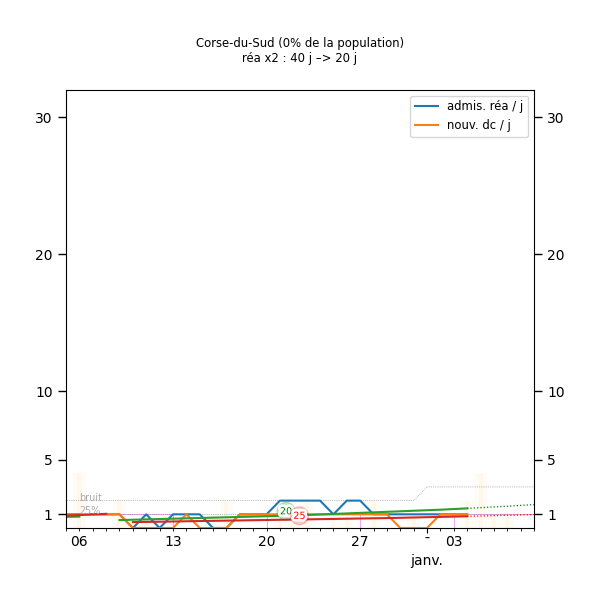 Corse-du-Sud (0% de la population)
réa x2 : 40 j –> 20 j
admis. réa / j
nouv. dc / j
30 30
20 20
10 10
5 5
bruit
25%
20 25
1 1
06 13 20 27 - 03
janv.